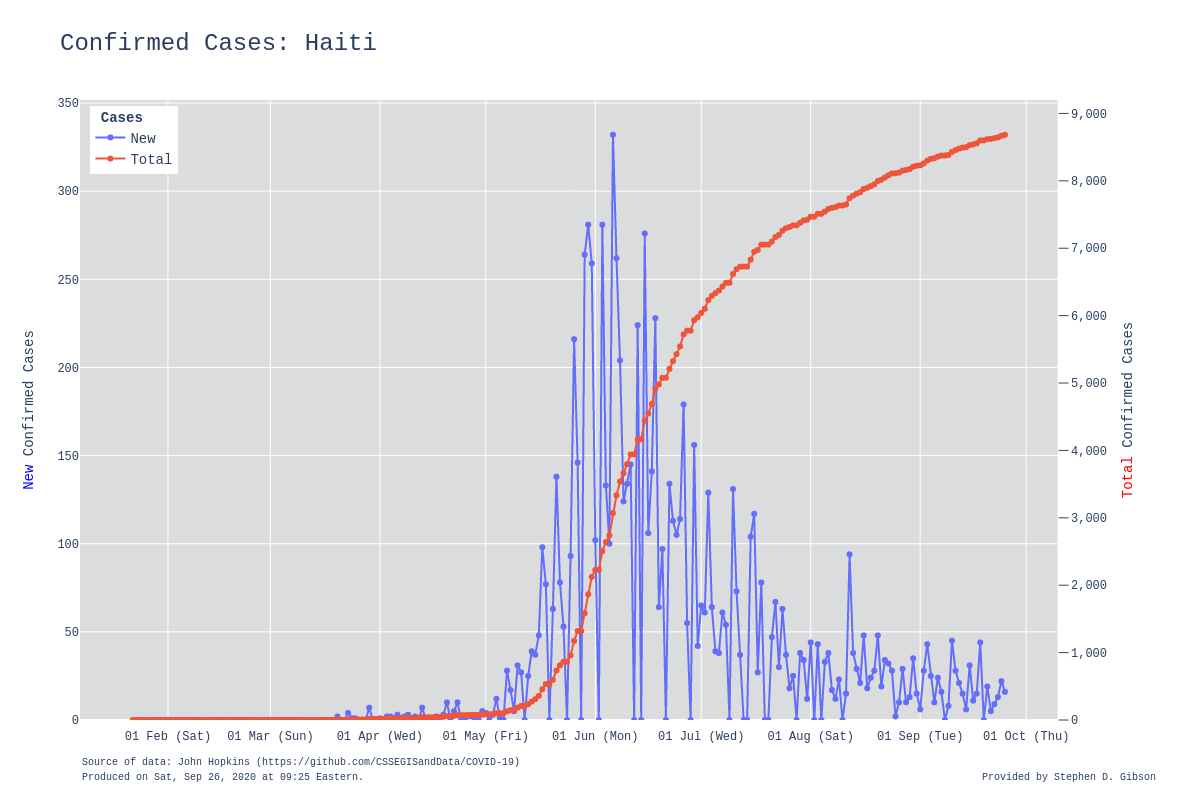 Confirmed Cases: Haiti
Cases
New
Total
350
300
250
200
150
100
50
0
9,000
8,000
7,000
6,000
5,000
4,000
3,000
2,000
1,000
0
New Confirmed Cases
Total Confirmed Cases
01 Feb (Sat) 01 Mar (Sun) 01 Apr (Wed) 01 May (Fri) 01 Jun (Mon) 01 Jul (Wed) 01 Aug (Sat) 01 Sep (Tue) 01 Oct (Thu)
Source of data: John Hopkins (https://github.com/CSSEGISandData/COVID-19)
Produced on Sat, Sep 26, 2020 at 09:25 Eastern.
Provided by Stephen D. Gibson